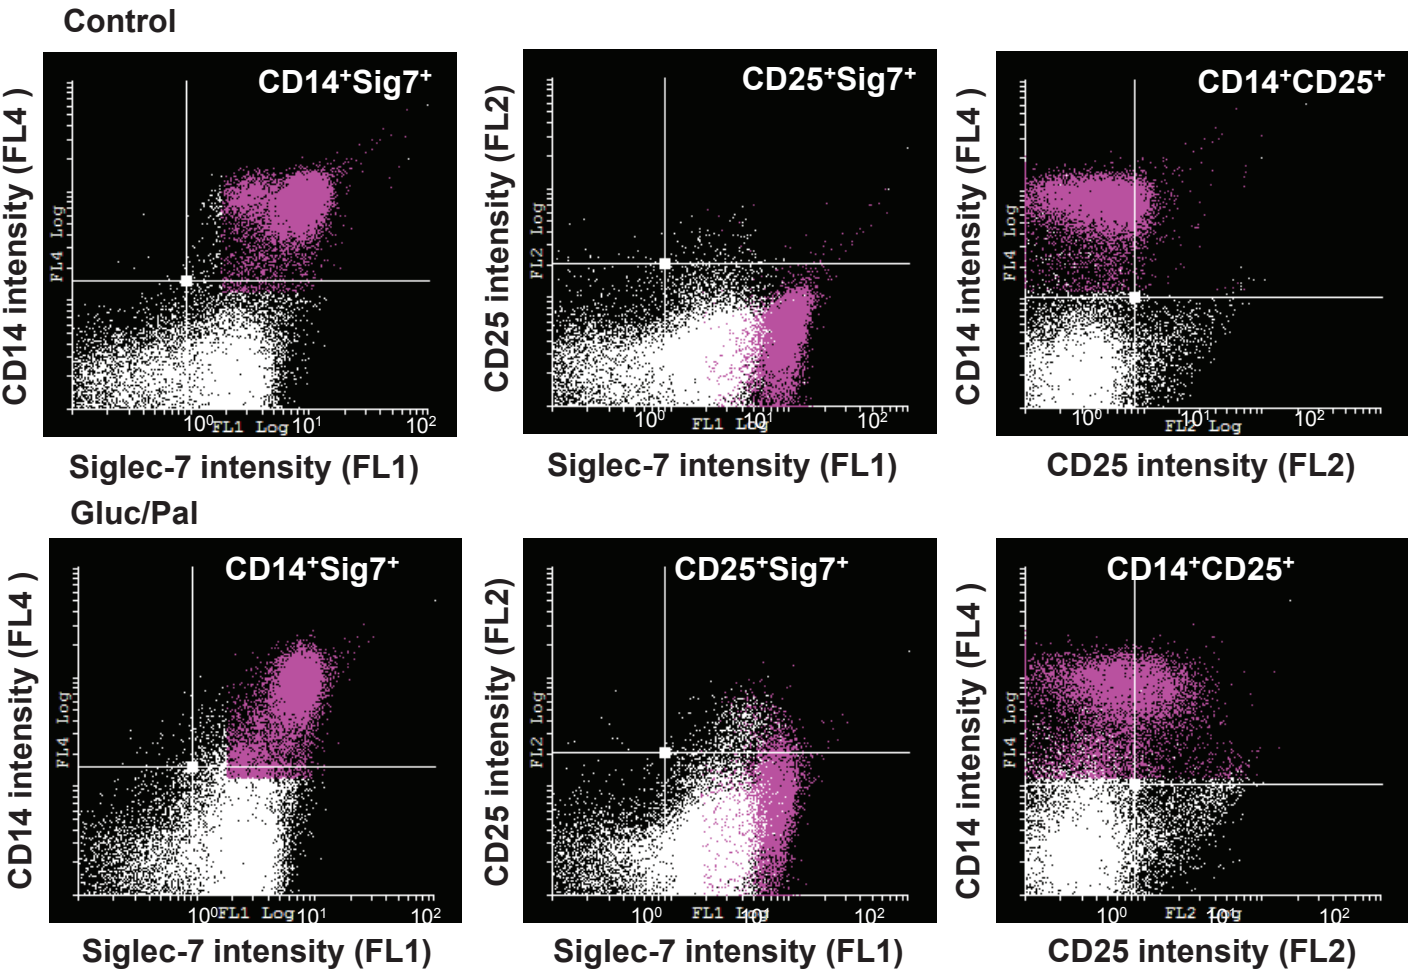 Control
CD14 intensity (FL4 )
FL4 Log
CD14⁺Sig7⁺
10⁰ FL1 Log 10¹ 10²
Siglec-7 intensity (FL1)
CD25 intensity (FL2)
FL2 Log
CD25⁺Sig7⁺
10⁰ FL1 Log 10¹ 10²
Siglec-7 intensity (FL1)
CD14 intensity (FL4 )
FL4 Log
CD14⁺CD25⁺
10⁰ 10¹ FL2 Log 10²
CD25 intensity (FL2)
Gluc/Pal
CD14 intensity (FL4 )
FL4 Log
CD14⁺Sig7⁺
10⁰ FL1 Log 10¹ 10²
Siglec-7 intensity (FL1)
CD25 intensity (FL2)
FL2 Log
CD25⁺Sig7⁺
10⁰ FL1 Log 10¹ 10²
Siglec-7 intensity (FL1)
CD14 intensity (FL4 )
FL4 Log
CD14⁺CD25⁺
10⁰ FL2 Log 10¹ 10²
CD25 intensity (FL2)